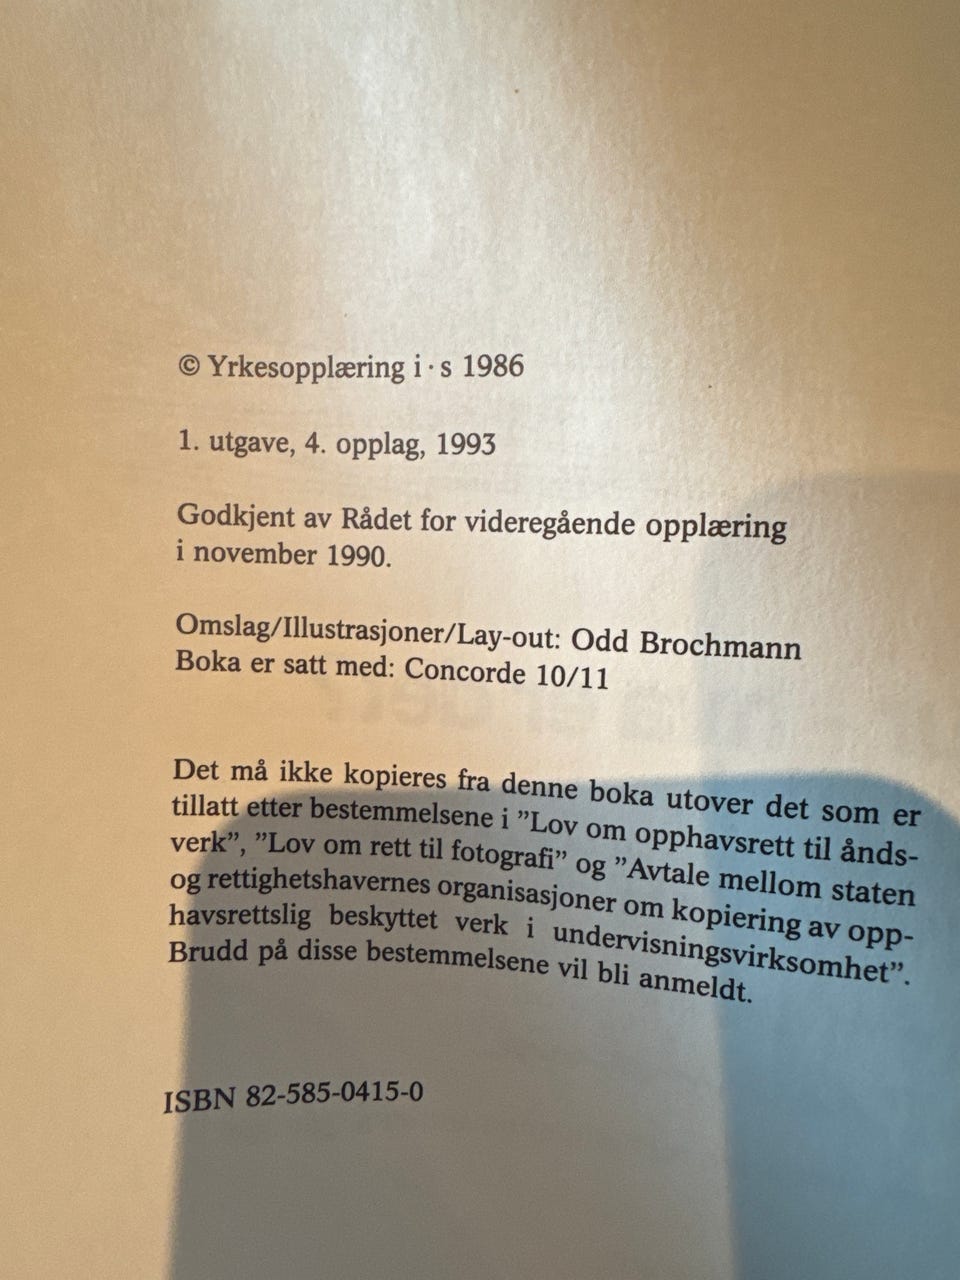 © Yrkesopplæring i·s 1986
1. utgave, 4. opplag, 1993
Godkjent av Rådet for videregående opplæring
i november 1990.
Omslag/Illustrasjoner/Lay-out: Odd Brochmann
Boka er satt med: Concorde 10/11
Det må ikke kopieres fra denne boka utover det som er
tillatt etter bestemmelsene i ”Lov om opphavsrett til ånds-
verk”, ”Lov om rett til fotografi” og ”Avtale mellom staten
og rettighetshavernes organisasjoner om kopiering av opp-
havsrettslig beskyttet verk i undervisningsvirksomhet”.
Brudd på disse bestemmelsene vil bli anmeldt.
ISBN 82-585-0415-0